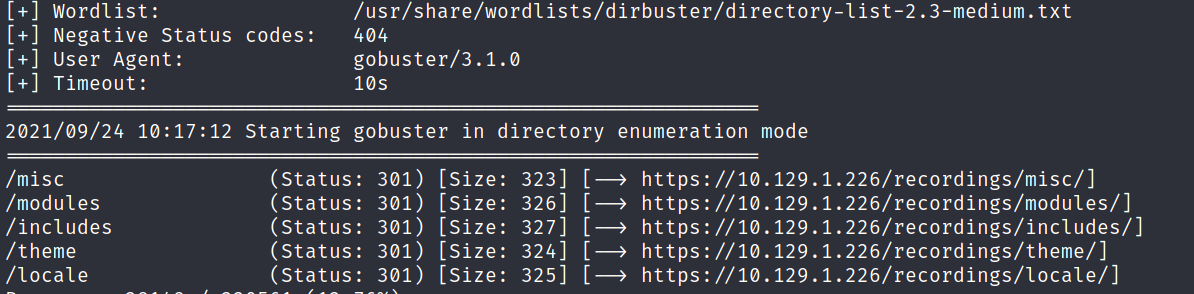 [+] Wordlist: /usr/share/wordlists/dirbuster/directory-list-2.3-medium.txt
[+] Negative Status codes: 404
[+] User Agent: gobuster/3.1.0
[+] Timeout: 10s
===============================================================
2021/09/24 10:17:12 Starting gobuster in directory enumeration mode
===============================================================
/misc (Status: 301) [Size: 323] [--> https://10.129.1.226/recordings/misc/]
/modules (Status: 301) [Size: 326] [--> https://10.129.1.226/recordings/modules/]
/includes (Status: 301) [Size: 327] [--> https://10.129.1.226/recordings/includes/]
/theme (Status: 301) [Size: 324] [--> https://10.129.1.226/recordings/theme/]
/locale (Status: 301) [Size: 325] [--> https://10.129.1.226/recordings/locale/]